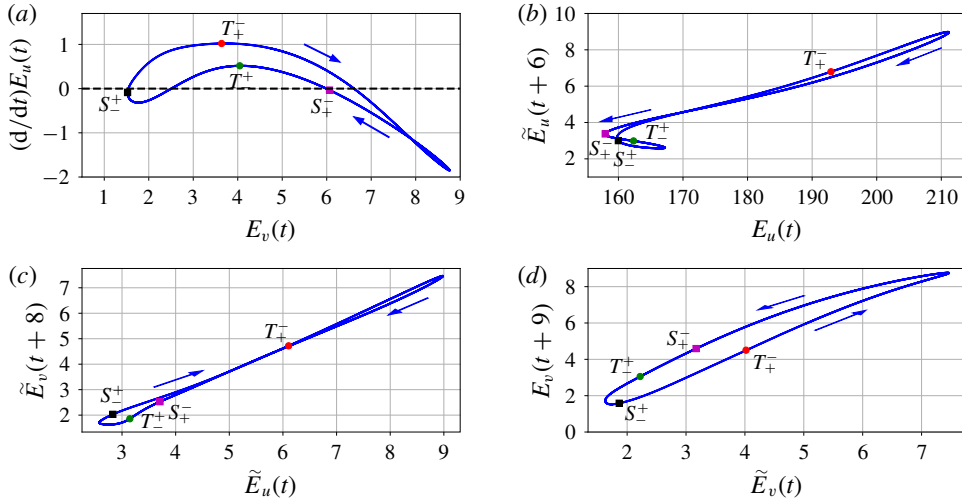 (a)
(d/dt)E_u(t)
1
0
−1
−2
T_+^−
T_−^+
S_−^+
S_+^−
1 2 3 4 5 6 7 8 9
E_v(t)
(b)
Ẽ_u(t + 6)
10
8
6
4
2
T_+^−
T_−^+
S_+^−
S_−^+
160 170 180 190 200 210
E_u(t)
(c)
Ẽ_v(t + 8)
7
6
5
4
3
2
T_+^−
S_−^+
T_−^+
S_+^−
3 4 5 6 7 8 9
Ẽ_u(t)
(d)
E_v(t + 9)
8
6
4
2
0
S_+^−
T_−^+
T_+^−
S_−^+
2 3 4 5 6 7
Ẽ_v(t)